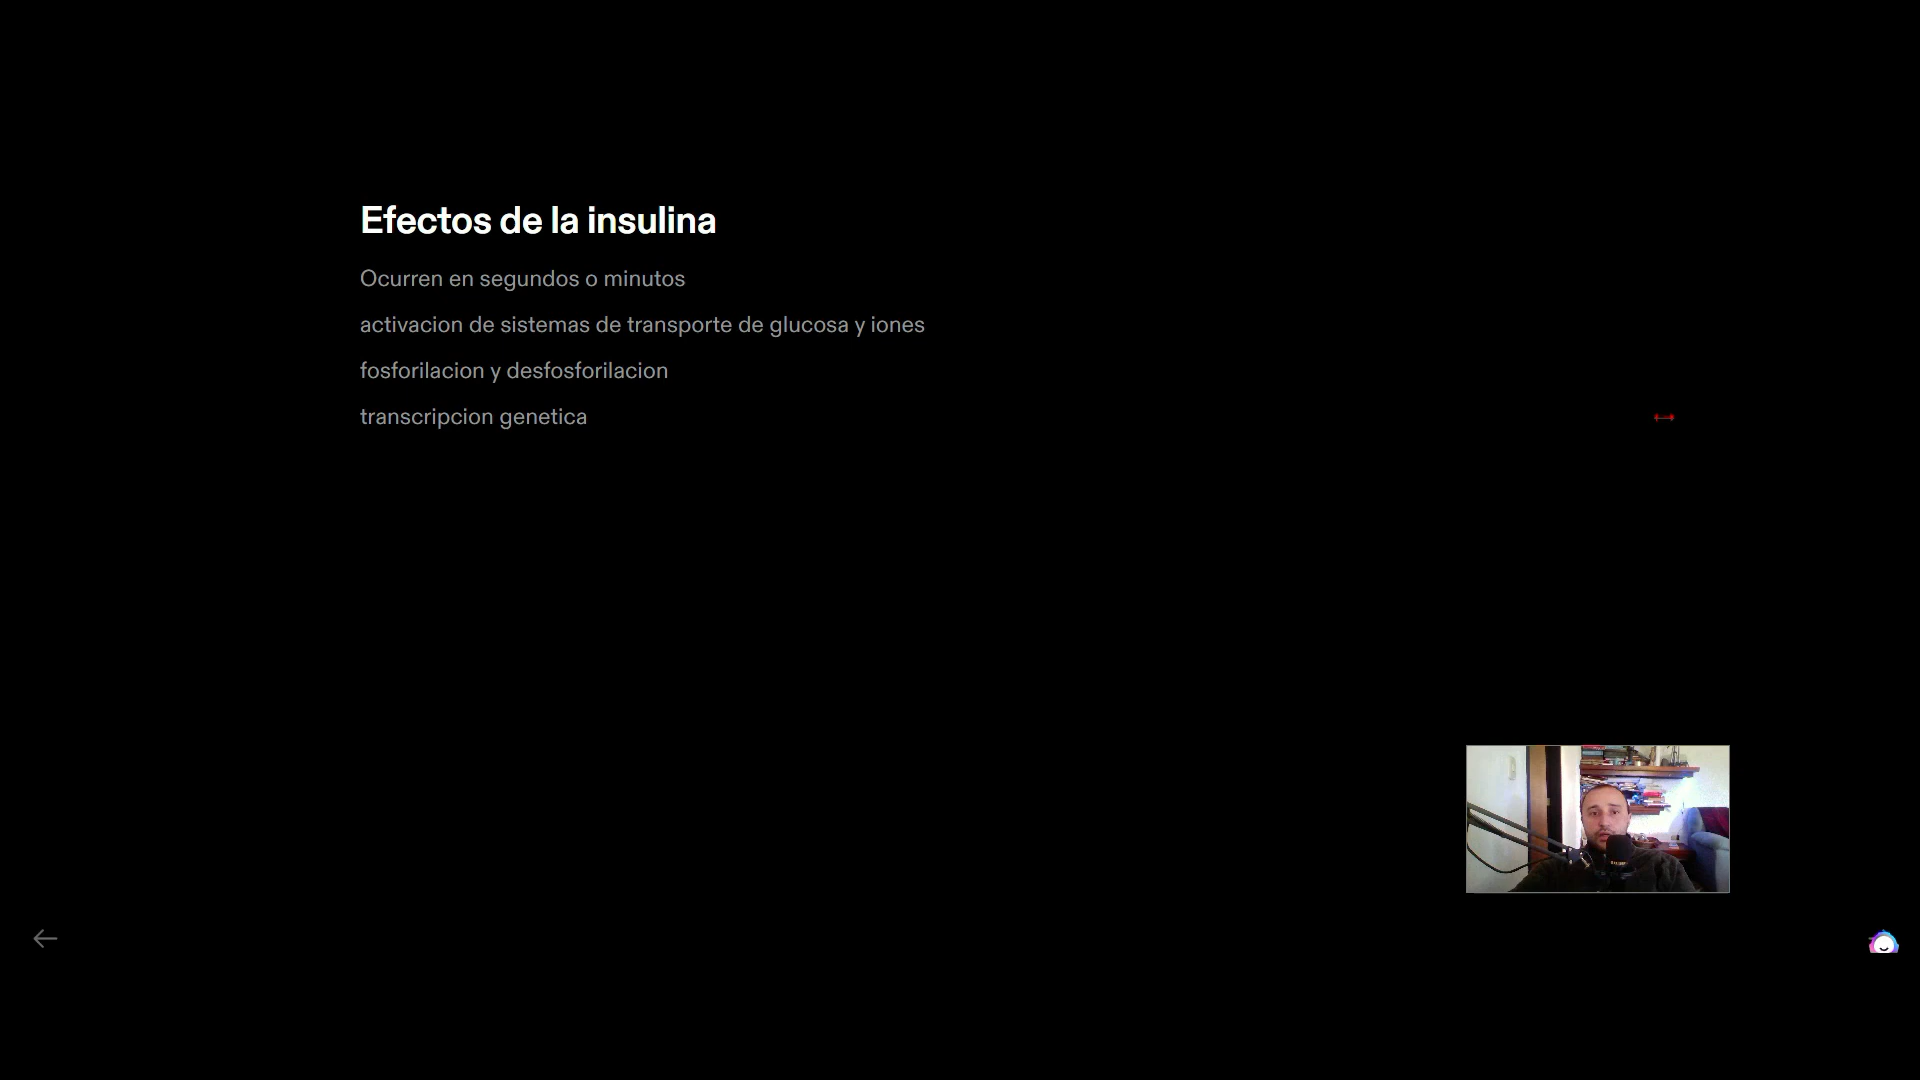 Efectos de la insulina
Ocurren en segundos o minutos
activacion de sistemas de transporte de glucosa y iones
fosforilacion y desfosforilacion
transcripcion genetica